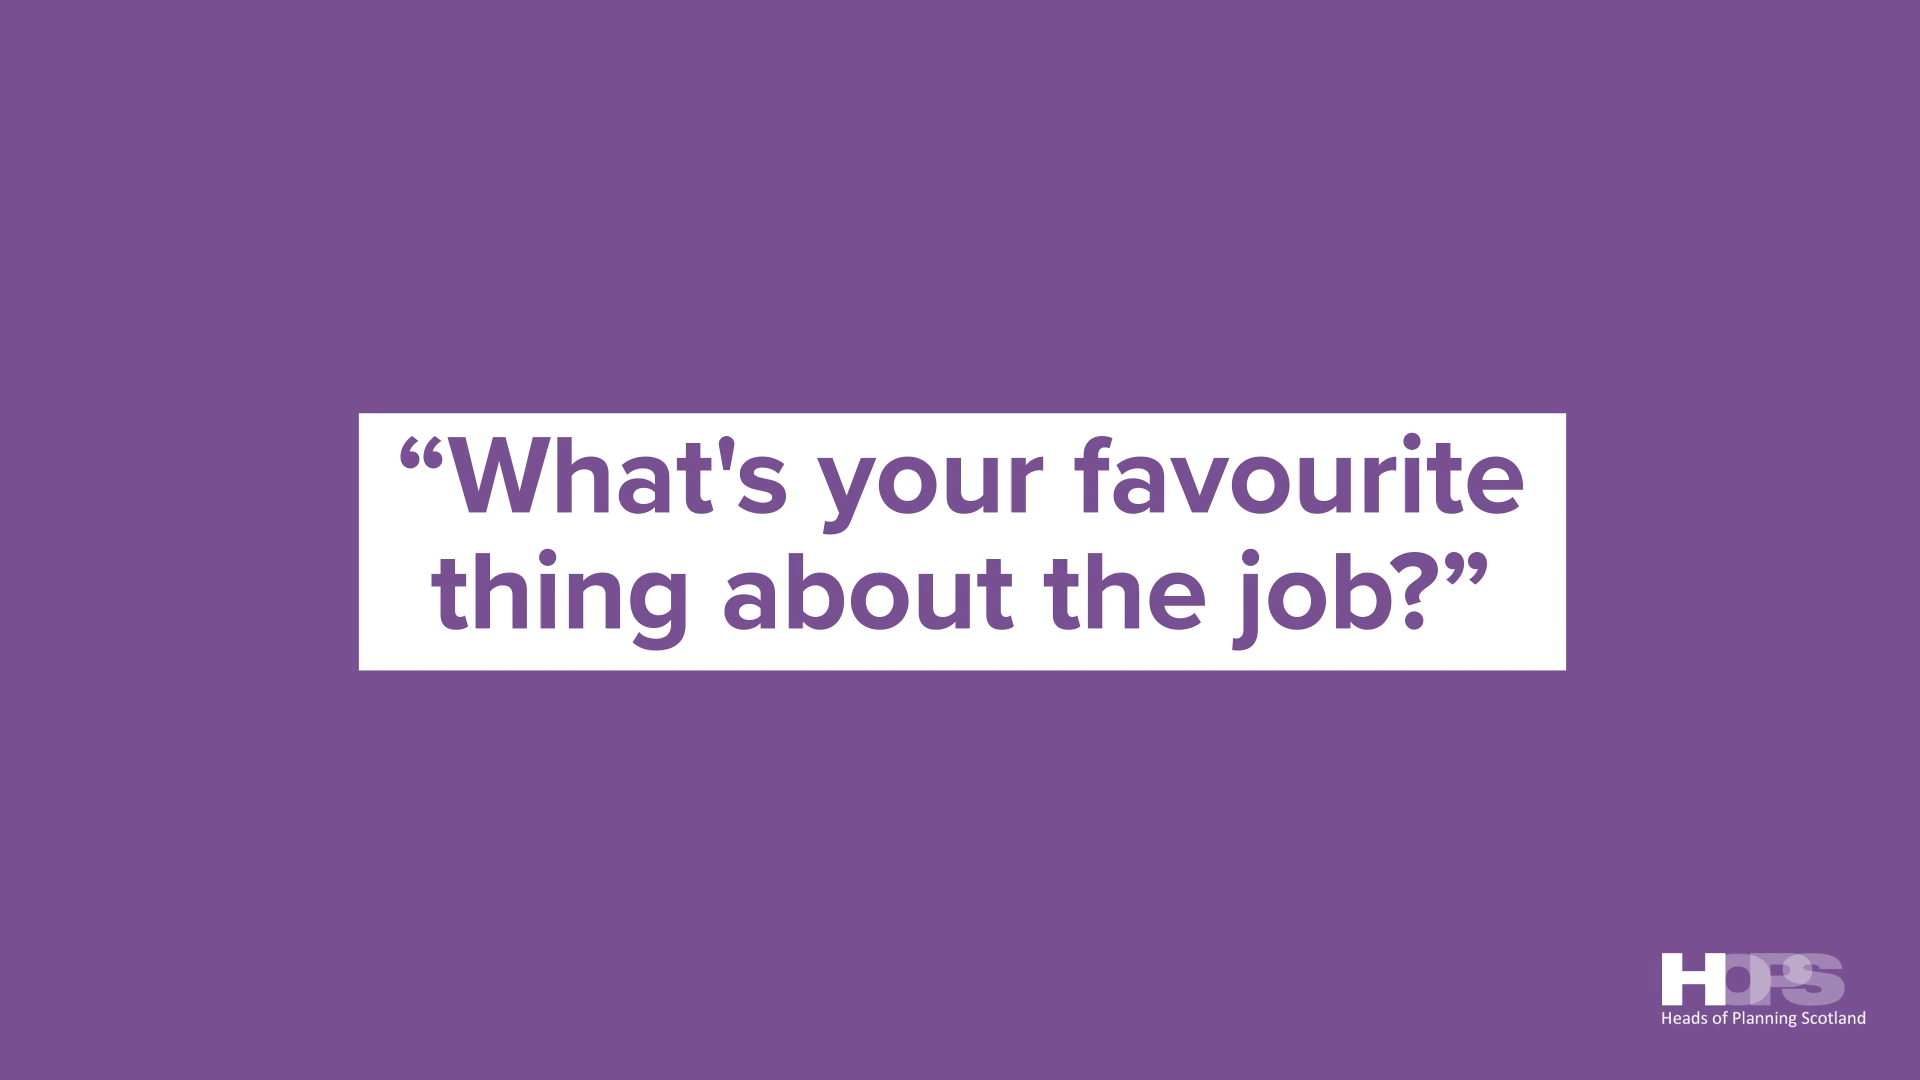 “What's your favourite
thing about the job?”
HOPS
Heads of Planning Scotland